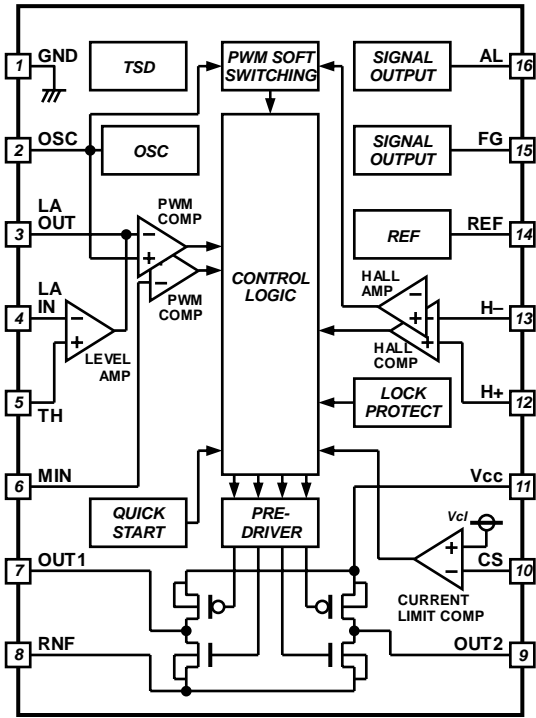 1
GND
TSD
PWM SOFT
SWITCHING
SIGNAL
OUTPUT
AL
16
2
OSC
OSC
SIGNAL
OUTPUT
FG
15
3
LA
OUT
PWM
COMP
−
+
−
PWM
COMP
CONTROL
LOGIC
REF
REF
14
4
LA
IN
−
+
LEVEL
AMP
HALL
AMP
−
+
+
HALL
COMP
H−
13
5
TH
LOCK
PROTECT
H+
12
6
MIN
QUICK
START
PRE-
DRIVER
Vcc
11
7
OUT1
Vcl
+
−
CS
10
CURRENT
LIMIT COMP
8
RNF
OUT2
9